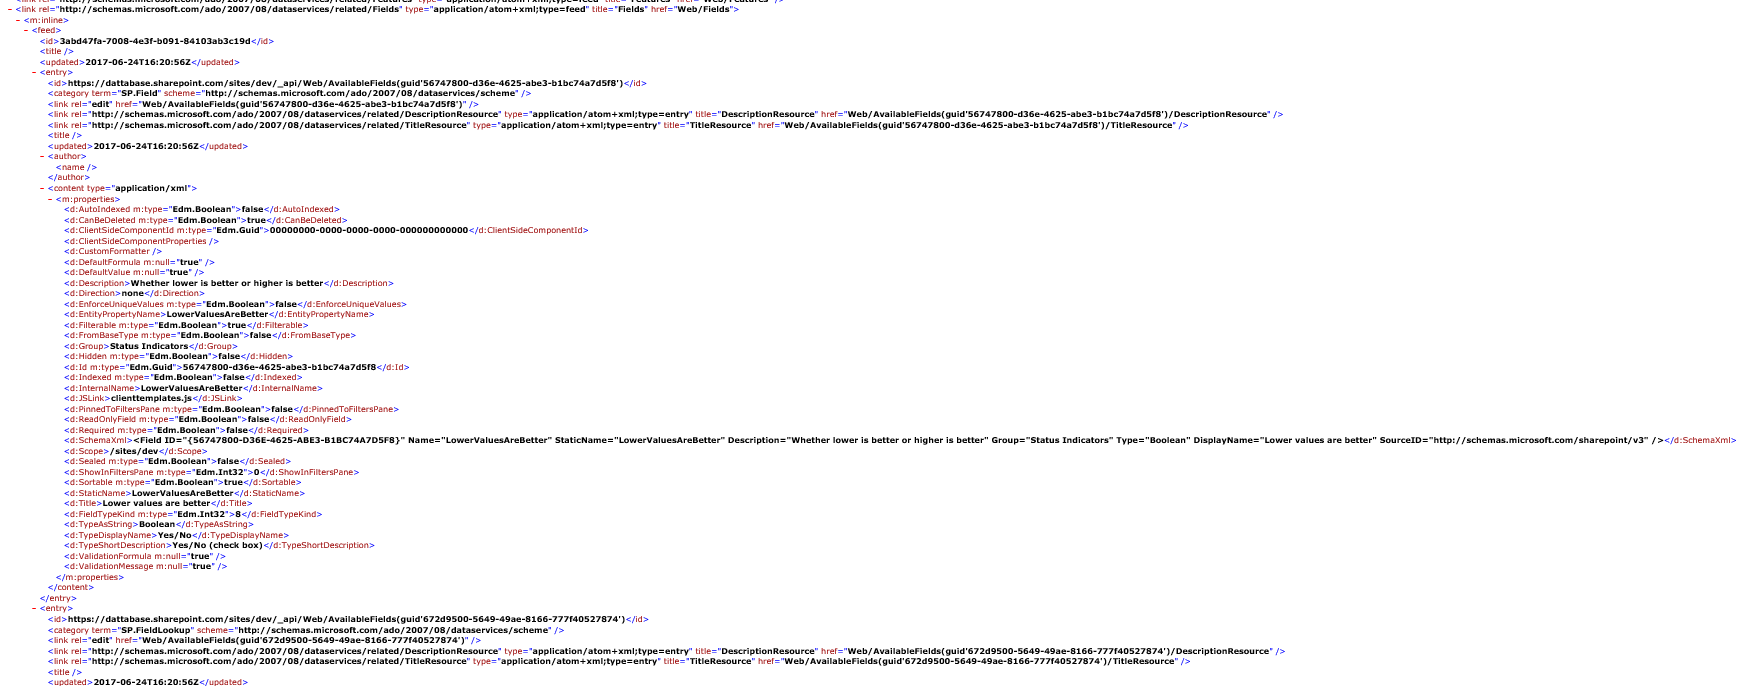 <link rel="http://schemas.microsoft.com/ado/2007/08/dataservices/related/Features" type="application/atom+xml;type=feed" title="Features" href="Web/Features" />
− <link rel="http://schemas.microsoft.com/ado/2007/08/dataservices/related/Fields" type="application/atom+xml;type=feed" title="Fields" href="Web/Fields">
− <m:inline>
− <feed>
<id>3abd47fa-7008-4e3f-b091-84103ab3c19d</id>
<title />
<updated>2017-06-24T16:20:56Z</updated>
− <entry>
<id>https://dattabase.sharepoint.com/sites/dev/_api/Web/AvailableFields(guid'56747800-d36e-4625-abe3-b1bc74a7d5f8')</id>
<category term="SP.Field" scheme="http://schemas.microsoft.com/ado/2007/08/dataservices/scheme" />
<link rel="edit" href="Web/AvailableFields(guid'56747800-d36e-4625-abe3-b1bc74a7d5f8')" />
<link rel="http://schemas.microsoft.com/ado/2007/08/dataservices/related/DescriptionResource" type="application/atom+xml;type=entry" title="DescriptionResource" href="Web/AvailableFields(guid'56747800-d36e-4625-abe3-b1bc74a7d5f8')/DescriptionResource" />
<link rel="http://schemas.microsoft.com/ado/2007/08/dataservices/related/TitleResource" type="application/atom+xml;type=entry" title="TitleResource" href="Web/AvailableFields(guid'56747800-d36e-4625-abe3-b1bc74a7d5f8')/TitleResource" />
<title />
<updated>2017-06-24T16:20:56Z</updated>
− <author>
<name />
</author>
− <content type="application/xml">
− <m:properties>
<d:AutoIndexed m:type="Edm.Boolean">false</d:AutoIndexed>
<d:CanBeDeleted m:type="Edm.Boolean">true</d:CanBeDeleted>
<d:ClientSideComponentId m:type="Edm.Guid">00000000-0000-0000-0000-000000000000</d:ClientSideComponentId>
<d:ClientSideComponentProperties />
<d:CustomFormatter />
<d:DefaultFormula m:null="true" />
<d:DefaultValue m:null="true" />
<d:Description>Whether lower is better or higher is better</d:Description>
<d:Direction>none</d:Direction>
<d:EnforceUniqueValues m:type="Edm.Boolean">false</d:EnforceUniqueValues>
<d:EntityPropertyName>LowerValuesAreBetter</d:EntityPropertyName>
<d:Filterable m:type="Edm.Boolean">true</d:Filterable>
<d:FromBaseType m:type="Edm.Boolean">false</d:FromBaseType>
<d:Group>Status Indicators</d:Group>
<d:Hidden m:type="Edm.Boolean">false</d:Hidden>
<d:Id m:type="Edm.Guid">56747800-d36e-4625-abe3-b1bc74a7d5f8</d:Id>
<d:Indexed m:type="Edm.Boolean">false</d:Indexed>
<d:InternalName>LowerValuesAreBetter</d:InternalName>
<d:JSLink>clienttemplates.js</d:JSLink>
<d:PinnedToFiltersPane m:type="Edm.Boolean">false</d:PinnedToFiltersPane>
<d:ReadOnlyField m:type="Edm.Boolean">false</d:ReadOnlyField>
<d:Required m:type="Edm.Boolean">false</d:Required>
<d:SchemaXml><Field ID="{56747800-D36E-4625-ABE3-B1BC74A7D5F8}" Name="LowerValuesAreBetter" StaticName="LowerValuesAreBetter" Description="Whether lower is better or higher is better" Group="Status Indicators" Type="Boolean" DisplayName="Lower values are better" SourceID="http://schemas.microsoft.com/sharepoint/v3" /></d:SchemaXml>
<d:Scope>/sites/dev</d:Scope>
<d:Sealed m:type="Edm.Boolean">false</d:Sealed>
<d:ShowInFiltersPane m:type="Edm.Int32">0</d:ShowInFiltersPane>
<d:Sortable m:type="Edm.Boolean">true</d:Sortable>
<d:StaticName>LowerValuesAreBetter</d:StaticName>
<d:Title>Lower values are better</d:Title>
<d:FieldTypeKind m:type="Edm.Int32">8</d:FieldTypeKind>
<d:TypeAsString>Boolean</d:TypeAsString>
<d:TypeDisplayName>Yes/No</d:TypeDisplayName>
<d:TypeShortDescription>Yes/No (check box)</d:TypeShortDescription>
<d:ValidationFormula m:null="true" />
<d:ValidationMessage m:null="true" />
</m:properties>
</content>
</entry>
− <entry>
<id>https://dattabase.sharepoint.com/sites/dev/_api/Web/AvailableFields(guid'672d9500-5649-49ae-8166-777f40527874')</id>
<category term="SP.FieldLookup" scheme="http://schemas.microsoft.com/ado/2007/08/dataservices/scheme" />
<link rel="edit" href="Web/AvailableFields(guid'672d9500-5649-49ae-8166-777f40527874')" />
<link rel="http://schemas.microsoft.com/ado/2007/08/dataservices/related/DescriptionResource" type="application/atom+xml;type=entry" title="DescriptionResource" href="Web/AvailableFields(guid'672d9500-5649-49ae-8166-777f40527874')/DescriptionResource" />
<link rel="http://schemas.microsoft.com/ado/2007/08/dataservices/related/TitleResource" type="application/atom+xml;type=entry" title="TitleResource" href="Web/AvailableFields(guid'672d9500-5649-49ae-8166-777f40527874')/TitleResource" />
<title />
<updated>2017-06-24T16:20:56Z</updated>